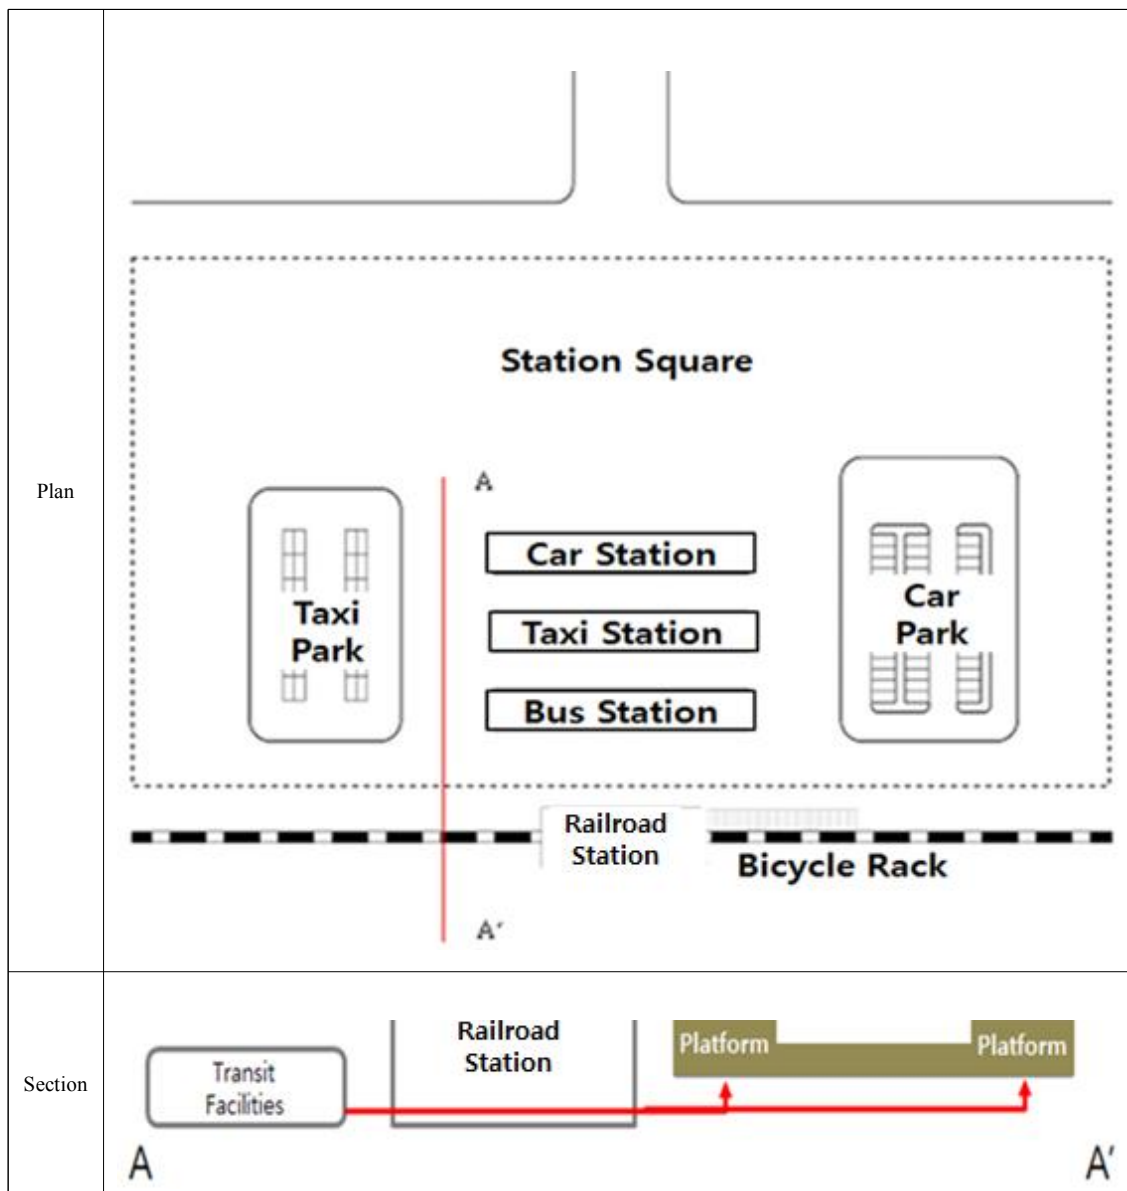 Plan
Station Square
A
Car Station
Taxi
Park
Taxi Station
Car
Park
Bus Station
Railroad
Station
Bicycle Rack
A′
Section
Railroad
Station
Transit
Facilities
Platform
Platform
A
A′